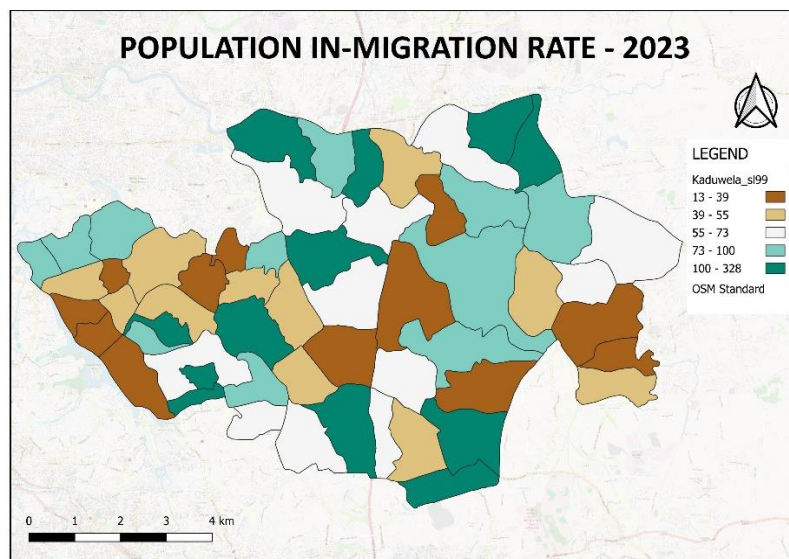 POPULATION IN-MIGRATION RATE - 2023
LEGEND
Kaduwela_sl99
13 - 39
39 - 55
55 - 73
73 - 100
100 - 328
OSM Standard
0 1 2 3 4 km